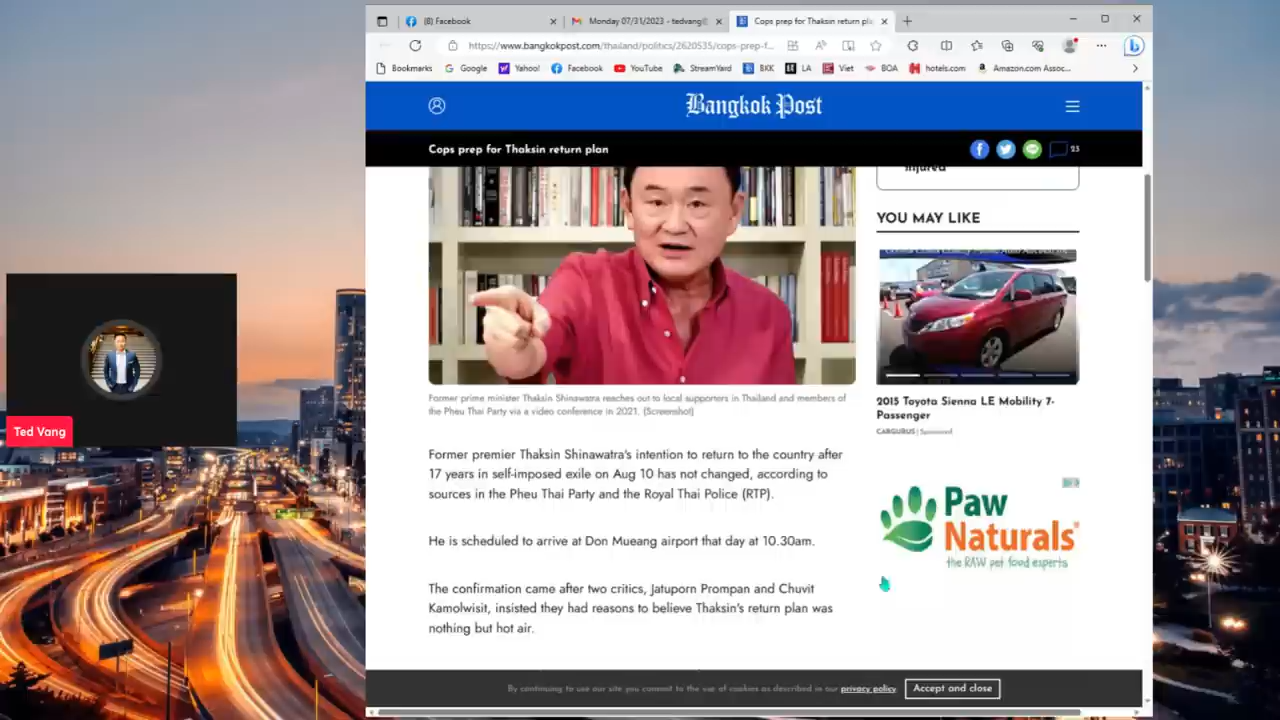 (8) Facebook
Monday 07/31/2023 - tedvang@
Cops prep for Thaksin return pla
https://www.bangkokpost.com/thailand/politics/2620535/cops-prep-f...
Bookmarks
Google
Yahoo!
Facebook
YouTube
StreamYard
BKK
LA
Viet
BOA
hotels.com
Amazon.com Assoc...
Bangkok Post
Cops prep for Thaksin return plan
23
injured
YOU MAY LIKE
2015 Toyota Sienna LE Mobility 7-
Passenger
CARGURUS | Sponsored
Former prime minister Thaksin Shinawatra reaches out to local supporters in Thailand and members of
the Pheu Thai Party via a video conference in 2021. (Screenshot)
Former premier Thaksin Shinawatra's intention to return to the country after
17 years in self-imposed exile on Aug 10 has not changed, according to
sources in the Pheu Thai Party and the Royal Thai Police (RTP).
He is scheduled to arrive at Don Mueang airport that day at 10.30am.
The confirmation came after two critics, Jatuporn Prompan and Chuvit
Kamolwisit, insisted they had reasons to believe Thaksin's return plan was
nothing but hot air.
Paw
Naturals®
the RAW pet food experts
By continuing to use our site you consent to the use of cookies as described in our privacy policy
Accept and close
Ted Vang